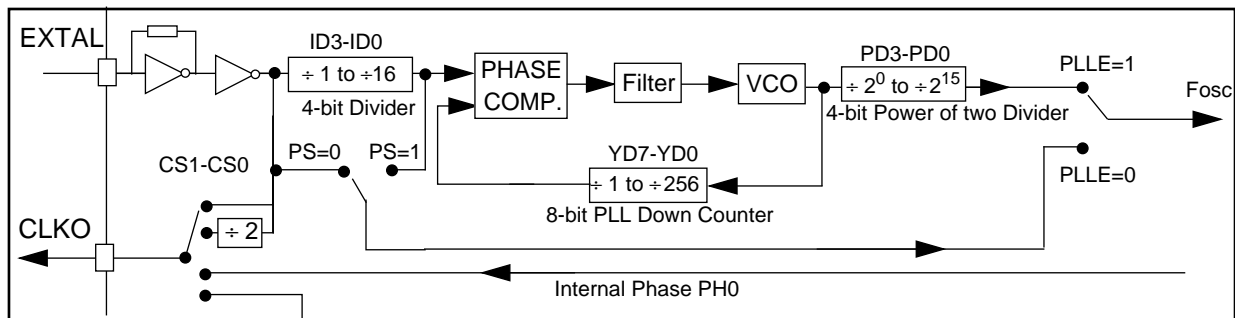 EXTAL
ID3-ID0
÷ 1 to ÷16
4-bit Divider
PHASE
COMP.
Filter
VCO
PD3-PD0
÷ 2⁰ to ÷2¹⁵
4-bit Power of two Divider
PLLE=1
Fosc
PLLE=0
CS1-CS0
PS=0
PS=1
YD7-YD0
÷ 1 to ÷256
8-bit PLL Down Counter
CLKO
÷ 2
Internal Phase PH0